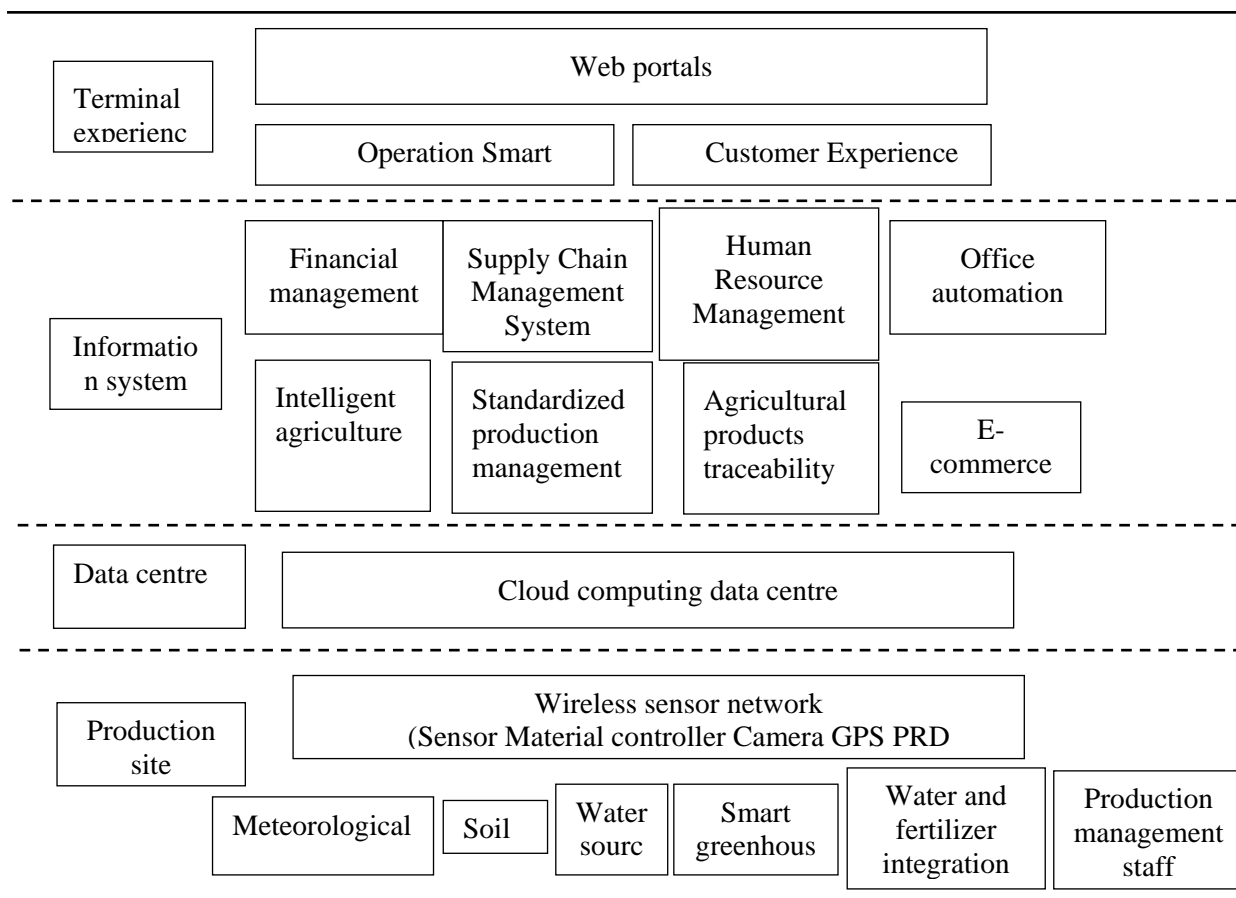 Web portals
Terminal
experienc
Operation Smart
Customer Experience
Financial
management
Supply Chain
Management
System
Human
Resource
Management
Office
automation
Informatio
n system
Intelligent
agriculture
Standardized
production
management
Agricultural
products
traceability
E-
commerce
Data centre
Cloud computing data centre
Wireless sensor network
(Sensor Material controller Camera GPS PRD
Production
site
Meteorological
Soil
Water
sourc
Smart
greenhous
Water and
fertilizer
integration
Production
management
staff